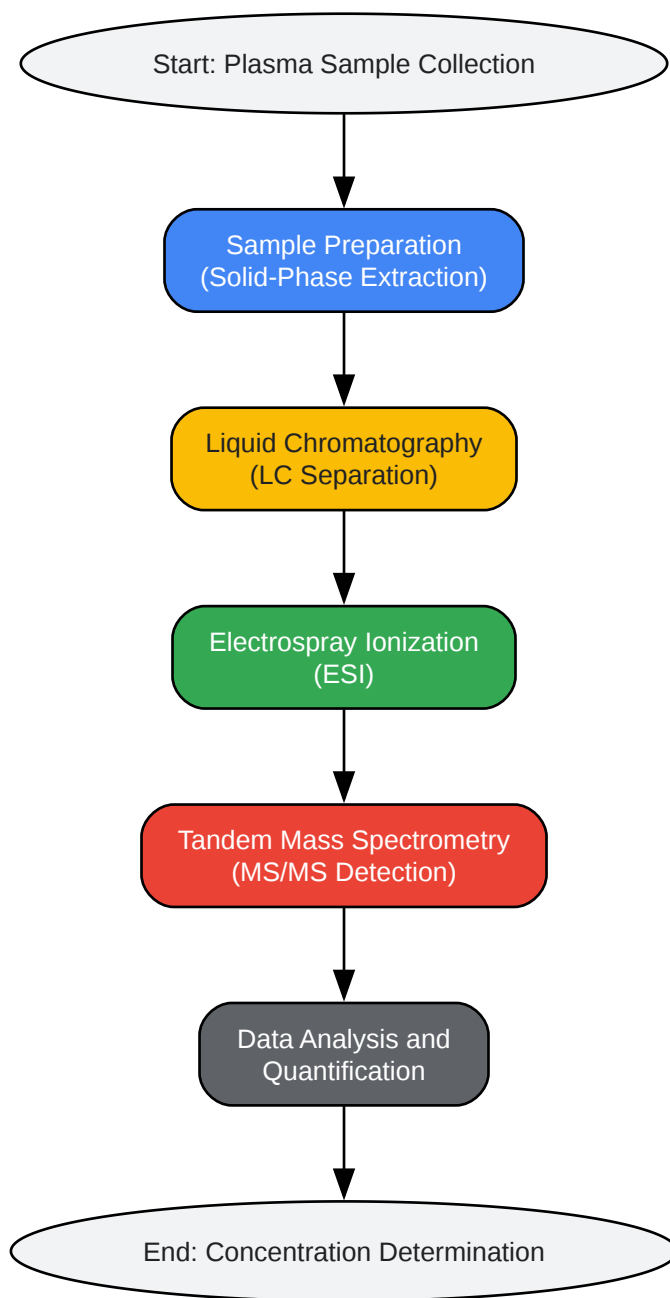 Start: Plasma Sample Collection
Sample Preparation
(Solid-Phase Extraction)
Liquid Chromatography
(LC Separation)
Electrospray Ionization
(ESI)
Tandem Mass Spectrometry
(MS/MS Detection)
Data Analysis and
Quantification
End: Concentration Determination